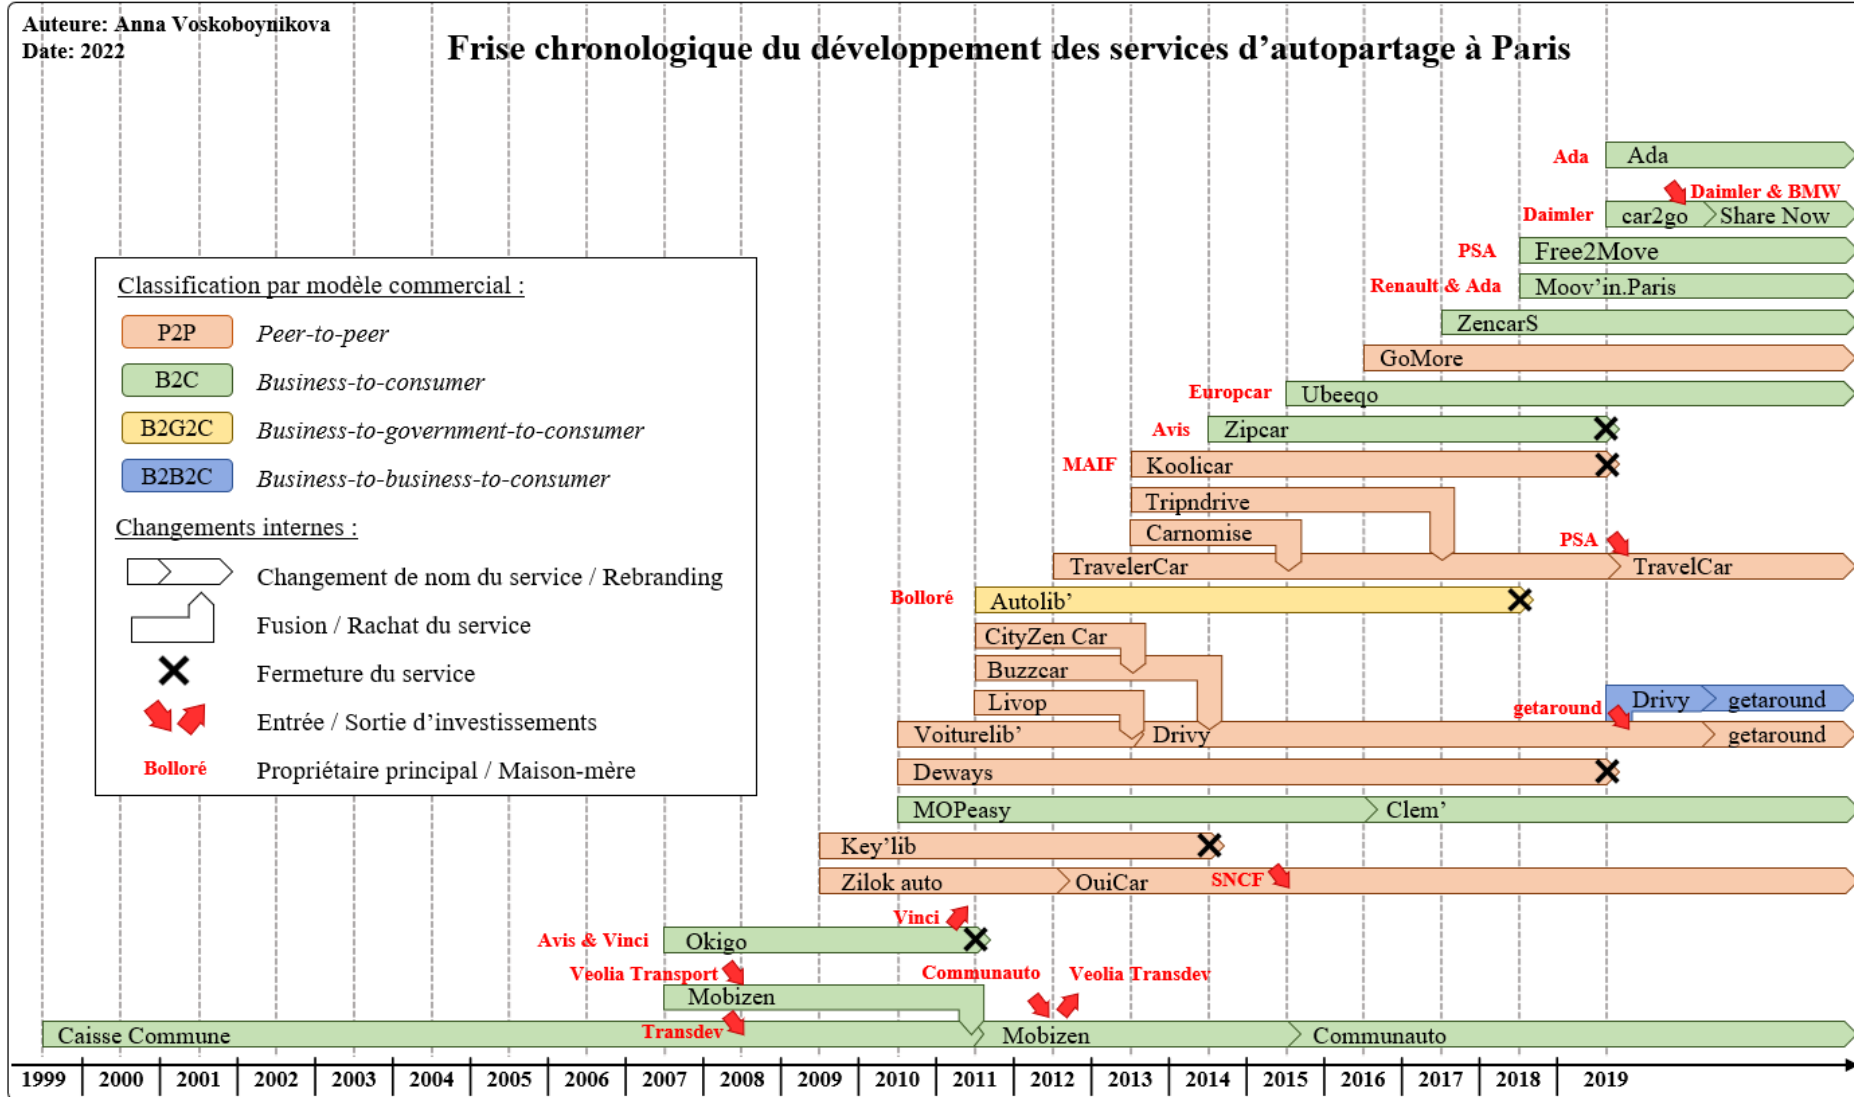 Auteure: Anna Voskoboynikova
Date: 2022
Frise chronologique du développement des services d’autopartage à Paris
Ada
Ada
Daimler & BMW
Daimler
car2go
Share Now
PSA
Free2Move
Renault & Ada
Moov’in.Paris
ZencarS
GoMore
Europcar
Ubeeqo
Avis
Zipcar
MAIF
Koolicar
Tripndrive
Carnomise
PSA
TravelerCar
TravelCar
Bolloré
Autolib’
CityZen Car
Buzzcar
Livop
Drivy
getaround
getaround
Voiturelib’
Drivy
getaround
Deways
MOPeasy
Clem’
Key’lib
Zilok auto
OuiCar
SNCF
Vinci
Avis & Vinci
Okigo
Veolia Transport
Communauto
Veolia Transdev
Mobizen
Transdev
Caisse Commune
Mobizen
Communauto
Classification par modèle commercial :
P2P
Peer-to-peer
B2C
Business-to-consumer
B2G2C
Business-to-government-to-consumer
B2B2C
Business-to-business-to-consumer
Changements internes :
Changement de nom du service / Rebranding
Fusion / Rachat du service
Fermeture du service
Entrée / Sortie d’investissements
Bolloré
Propriétaire principal / Maison-mère
1999 2000 2001 2002 2003 2004 2005 2006 2007 2008 2009 2010 2011 2012 2013 2014 2015 2016 2017 2018 2019